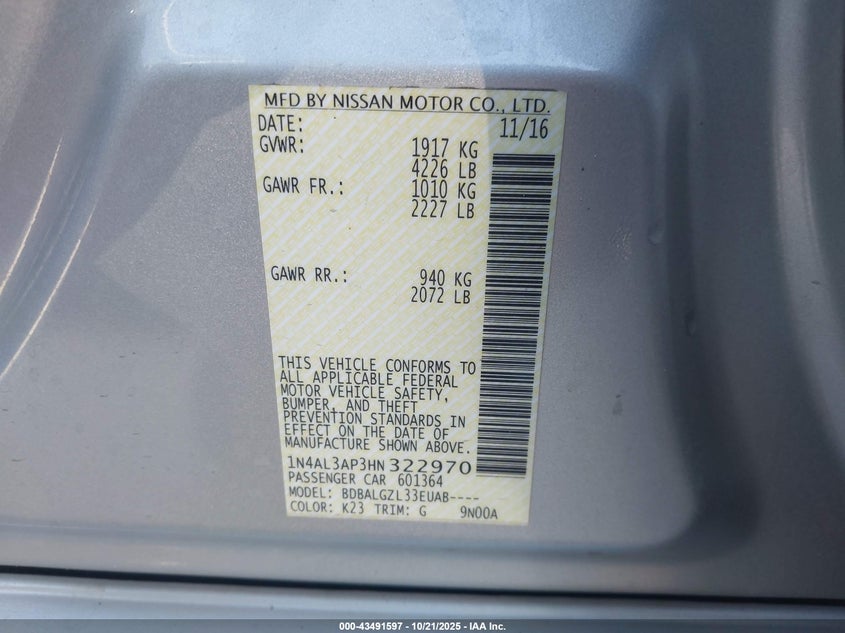 MFD BY NISSAN MOTOR CO., LTD.
DATE: 11/16
GVWR: 1917 KG
4226 LB
GAWR FR.: 1010 KG
2227 LB
GAWR RR.: 940 KG
2072 LB
THIS VEHICLE CONFORMS TO
ALL APPLICABLE FEDERAL
MOTOR VEHICLE SAFETY,
BUMPER, AND THEFT
PREVENTION STANDARDS IN
EFFECT ON THE DATE OF
MANUFACTURE SHOWN ABOVE.
1N4AL3AP3HN322970
PASSENGER CAR 601364
MODEL: BDBALGZL33EUAB----
COLOR: K23 TRIM: G 9N00A
000-43491597 - 10/21/2025 - IAA Inc.